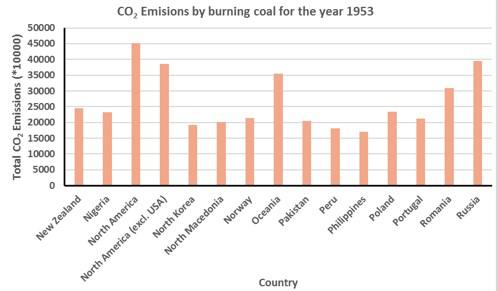 CO₂ Emisions by burning coal for the year 1953
Total CO₂ Emissions (*10000)
50000
45000
40000
35000
30000
25000
20000
15000
10000
5000
0
New Zealand
Nigeria
North America
North America (excl. USA)
North Korea
North Macedonia
Norway
Oceania
Pakistan
Peru
Philippines
Poland
Portugal
Romania
Russia
Country